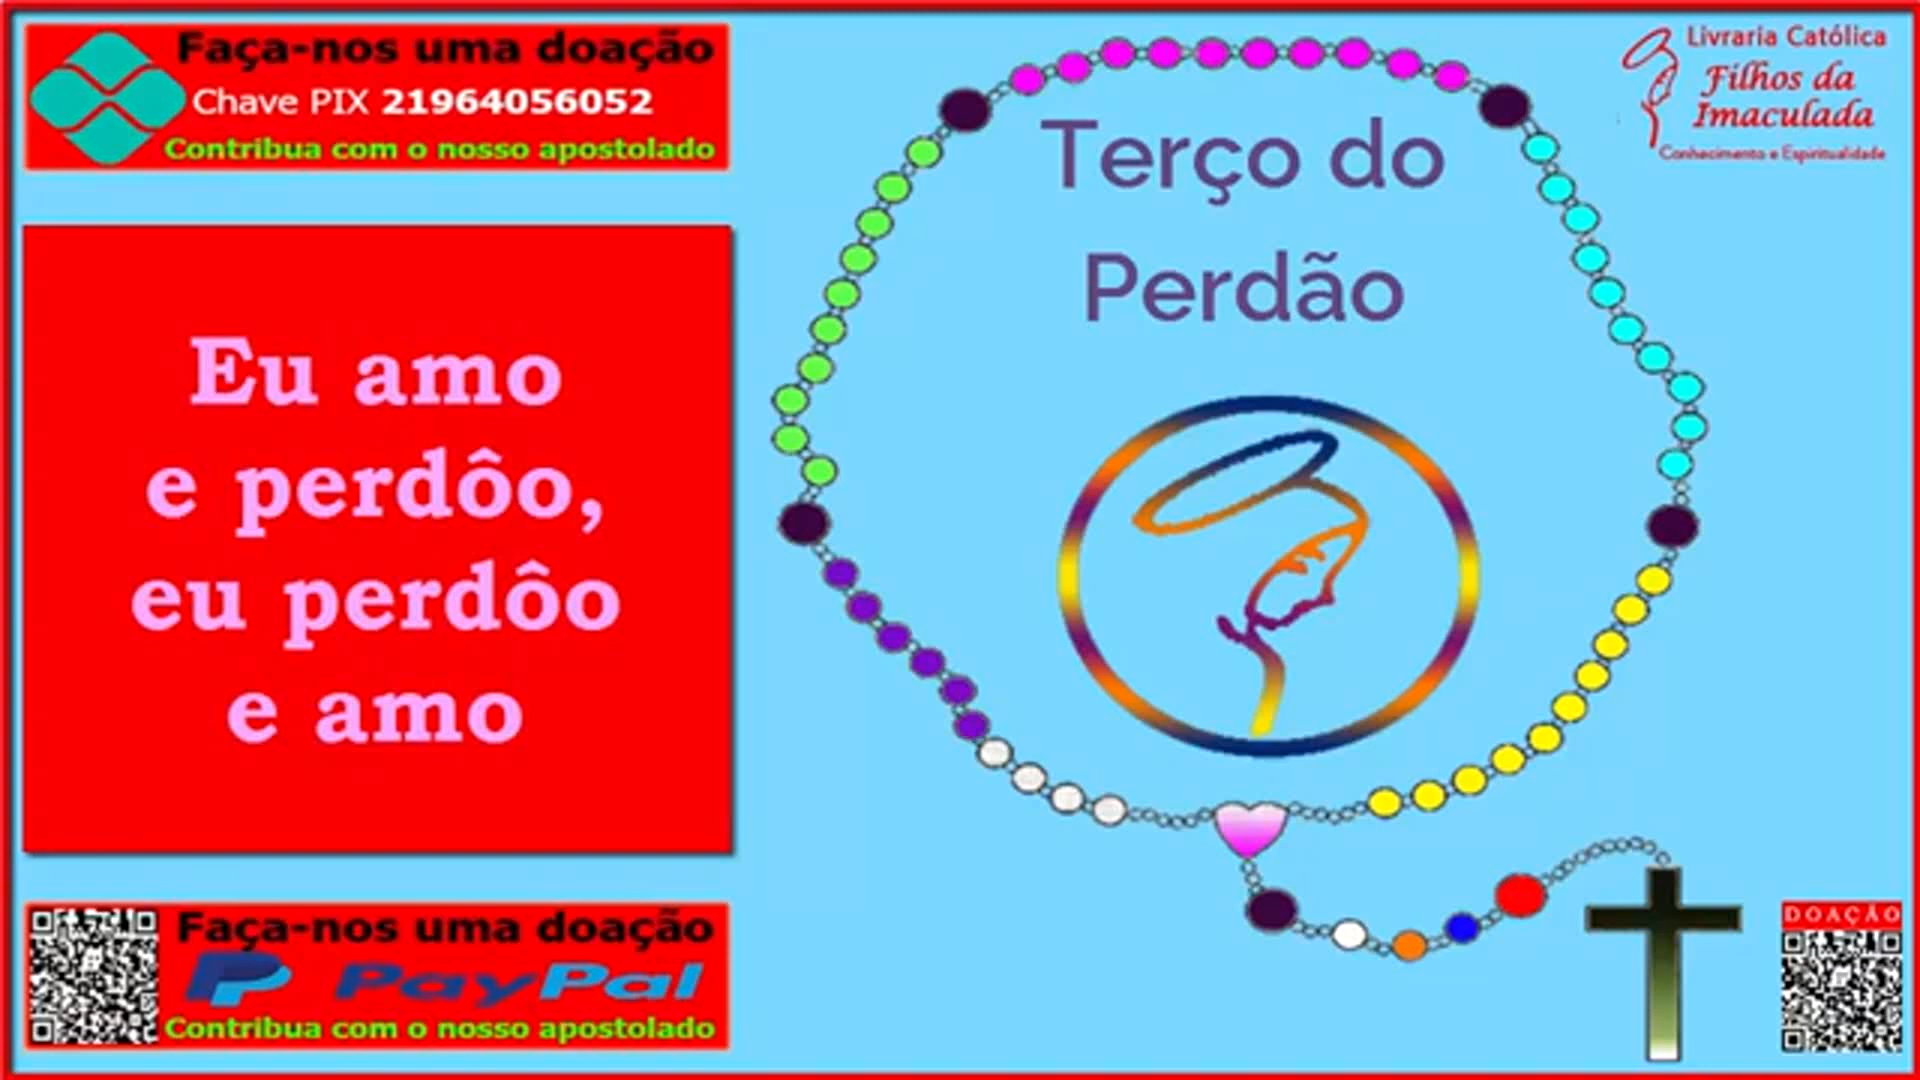 Faça-nos uma doação
Chave PIX 21964056052
Contribua com o nosso apostolado
Eu amo
e perdôo,
eu perdôo
e amo
Faça-nos uma doação
PayPal
Contribua com o nosso apostolado
Terço do
Perdão
Livraria Católica
Filhos da
Imaculada
Conhecimento e Espiritualidade
DOAÇÃO